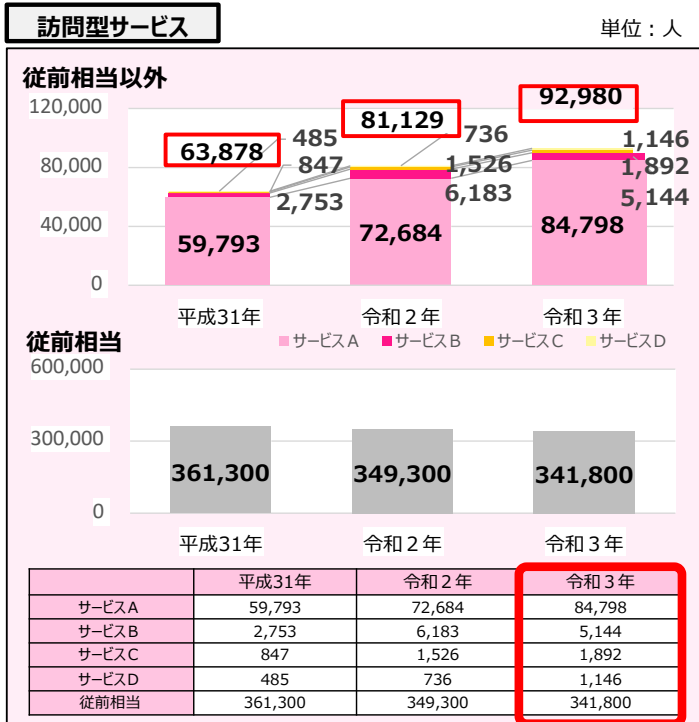 訪問型サービス
単位：人
従前相当以外
120,000
80,000
40,000
0
63,878
81,129
92,980
485
847
2,753
736
1,526
6,183
1,146
1,892
5,144
59,793
72,684
84,798
平成31年
令和２年
令和３年
サービスA
サービスB
サービスC
サービスD
従前相当
600,000
300,000
0
361,300
349,300
341,800
平成31年
令和２年
令和３年
平成31年 令和２年 令和３年
サービスA 59,793 72,684 84,798
サービスB 2,753 6,183 5,144
サービスC 847 1,526 1,892
サービスD 485 736 1,146
従前相当 361,300 349,300 341,800